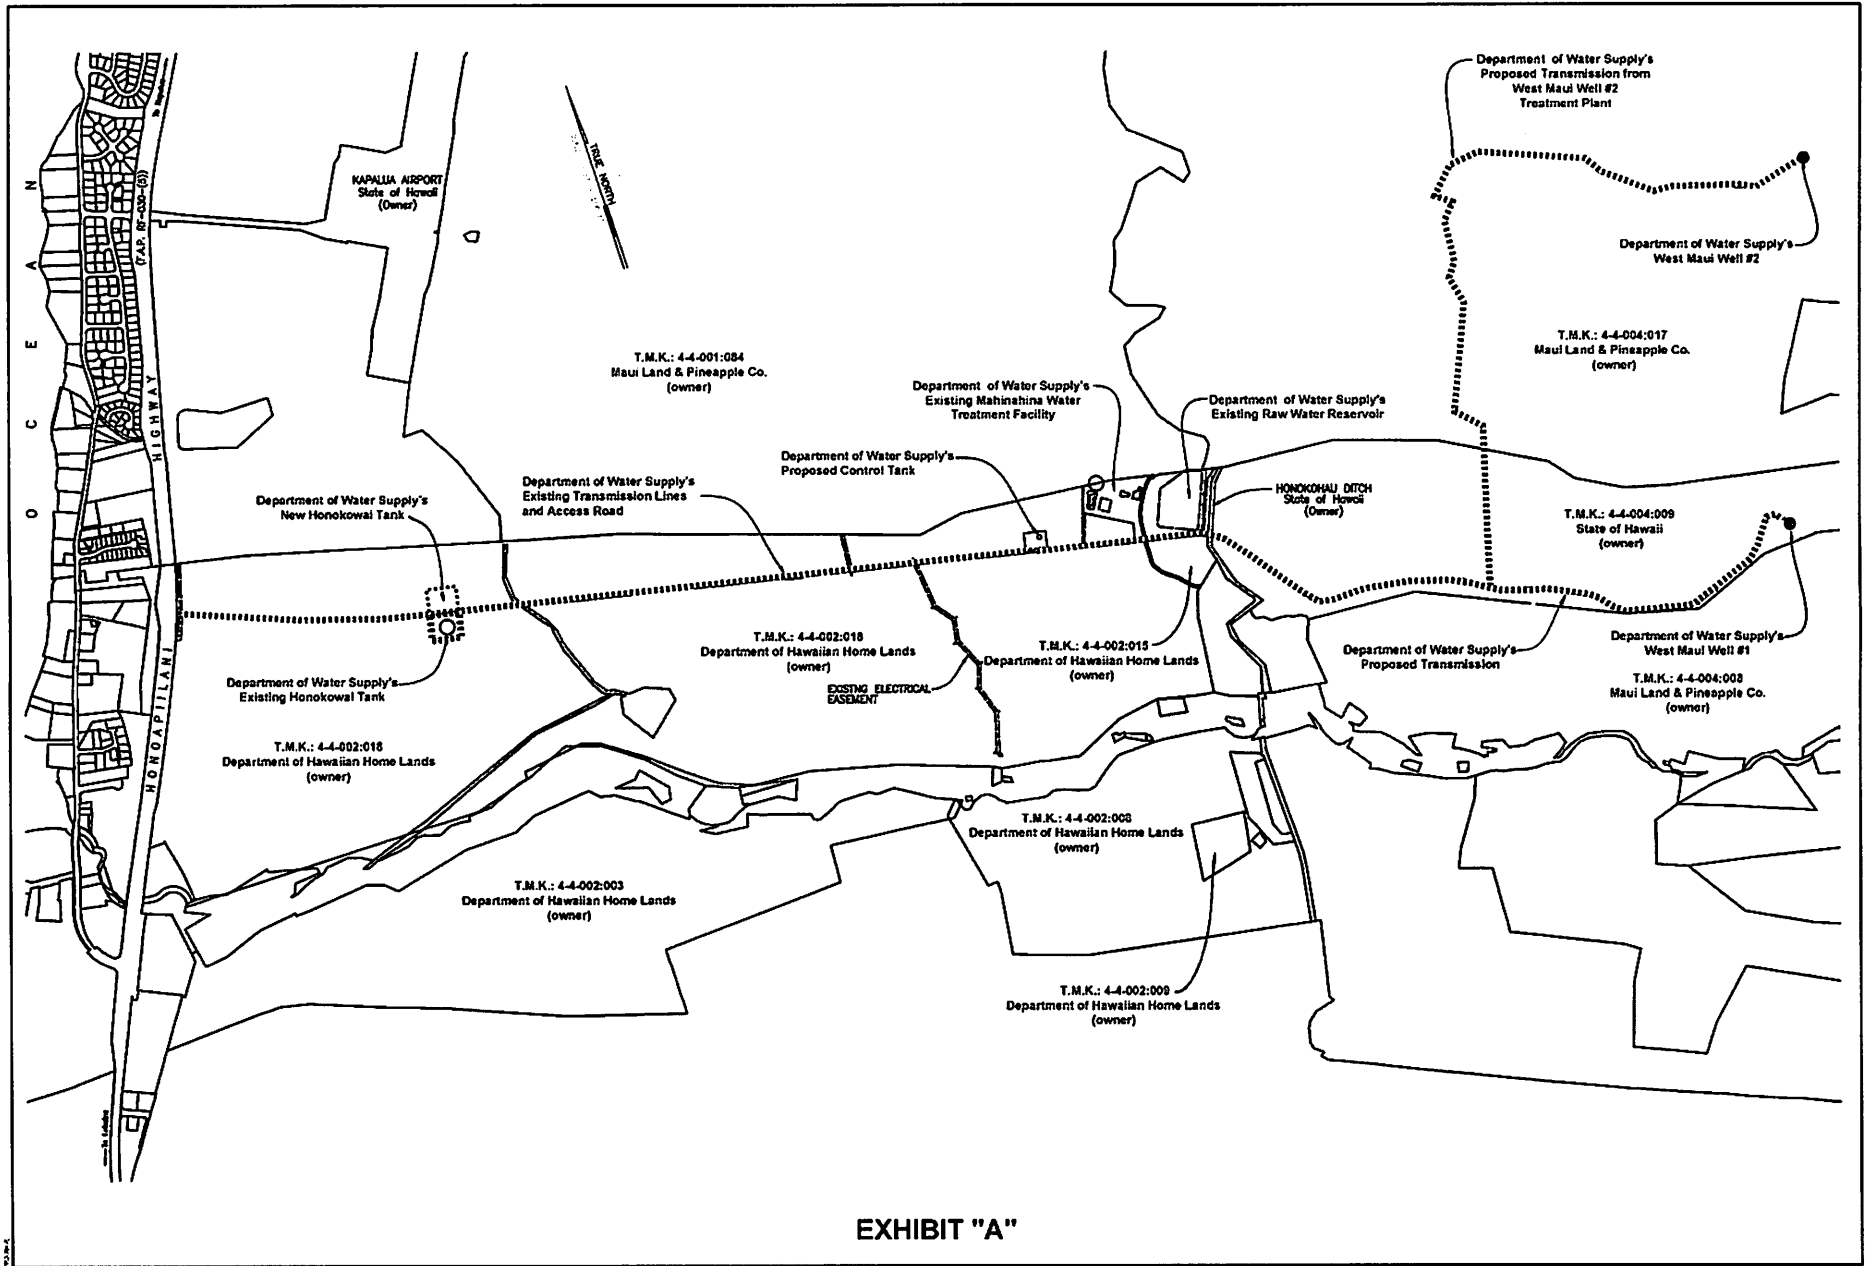 Department of Water Supply's
Proposed Transmission from
West Maui Well #2
Treatment Plant
OCEAN
(F.A.P. RF-030-(5))
HONOAPIILANI HIGHWAY
KAPALUA AIRPORT
State of Hawaii
(Owner)
TRUE NORTH
Department of Water Supply's
West Maui Well #2
T.M.K.: 4-4-001:084
Maui Land & Pineapple Co.
(owner)
T.M.K.: 4-4-004:017
Maui Land & Pineapple Co.
(owner)
Department of Water Supply's
Existing Mahinahina Water
Treatment Facility
Department of Water Supply's
Existing Raw Water Reservoir
Department of Water Supply's
Proposed Control Tank
Department of Water Supply's
Existing Transmission Lines
and Access Road
Department of Water Supply's
New Honokowai Tank
HONOKOHAU DITCH
State of Hawaii
(Owner)
T.M.K.: 4-4-004:009
State of Hawaii
(owner)
T.M.K.: 4-4-002:018
Department of Hawaiian Home Lands
(owner)
T.M.K.: 4-4-002:015
Department of Hawaiian Home Lands
(owner)
Department of Water Supply's
Proposed Transmission
Department of Water Supply's
West Maui Well #1
T.M.K.: 4-4-004:008
Maui Land & Pineapple Co.
(owner)
Department of Water Supply's
Existing Honokowai Tank
EXISTING ELECTRICAL
EASEMENT
T.M.K.: 4-4-002:018
Department of Hawaiian Home Lands
(owner)
T.M.K.: 4-4-002:008
Department of Hawaiian Home Lands
(owner)
T.M.K.: 4-4-002:003
Department of Hawaiian Home Lands
(owner)
T.M.K.: 4-4-002:009
Department of Hawaiian Home Lands
(owner)
To Lahaina
EXHIBIT "A"